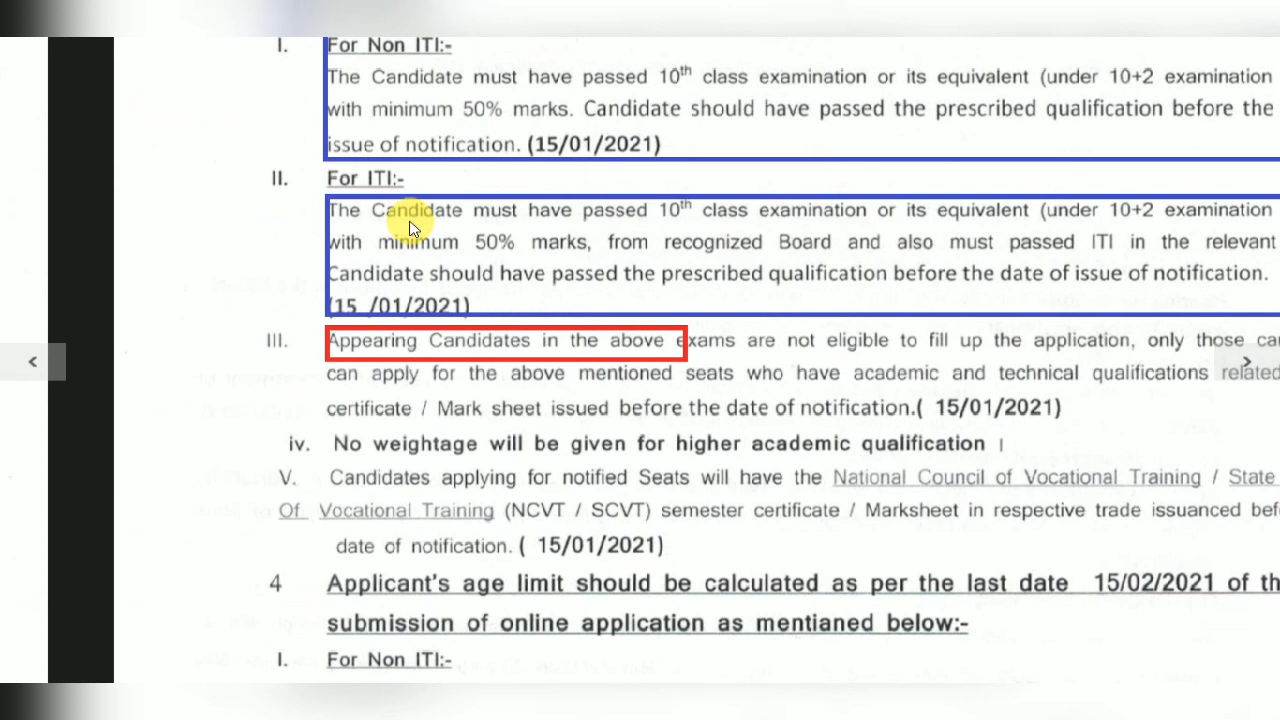 I. For Non ITI:-
The Candidate must have passed 10th class examination or its equivalent (under 10+2 examination
with minimum 50% marks. Candidate should have passed the prescribed qualification before the
issue of notification. (15/01/2021)
II. For ITI:-
The Candidate must have passed 10th class examination or its equivalent (under 10+2 examination
with minimum 50% marks, from recognized Board and also must passed ITI in the relevant
Candidate should have passed the prescribed qualification before the date of issue of notification.
(15 /01/2021)
III. Appearing Candidates in the above exams are not eligible to fill up the application, only those
can apply for the above mentioned seats who have academic and technical qualifications related
certificate / Mark sheet issued before the date of notification.( 15/01/2021)
iv. No weightage will be given for higher academic qualification I
V. Candidates applying for notified Seats will have the National Council of Vocational Training / State
Of Vocational Training (NCVT / SCVT) semester certificate / Marksheet in respective trade issuanced
date of notification. ( 15/01/2021)
4 Applicant's age limit should be calculated as per the last date 15/02/2021 of
submission of online application as mentianed below:-
I. For Non ITI:-